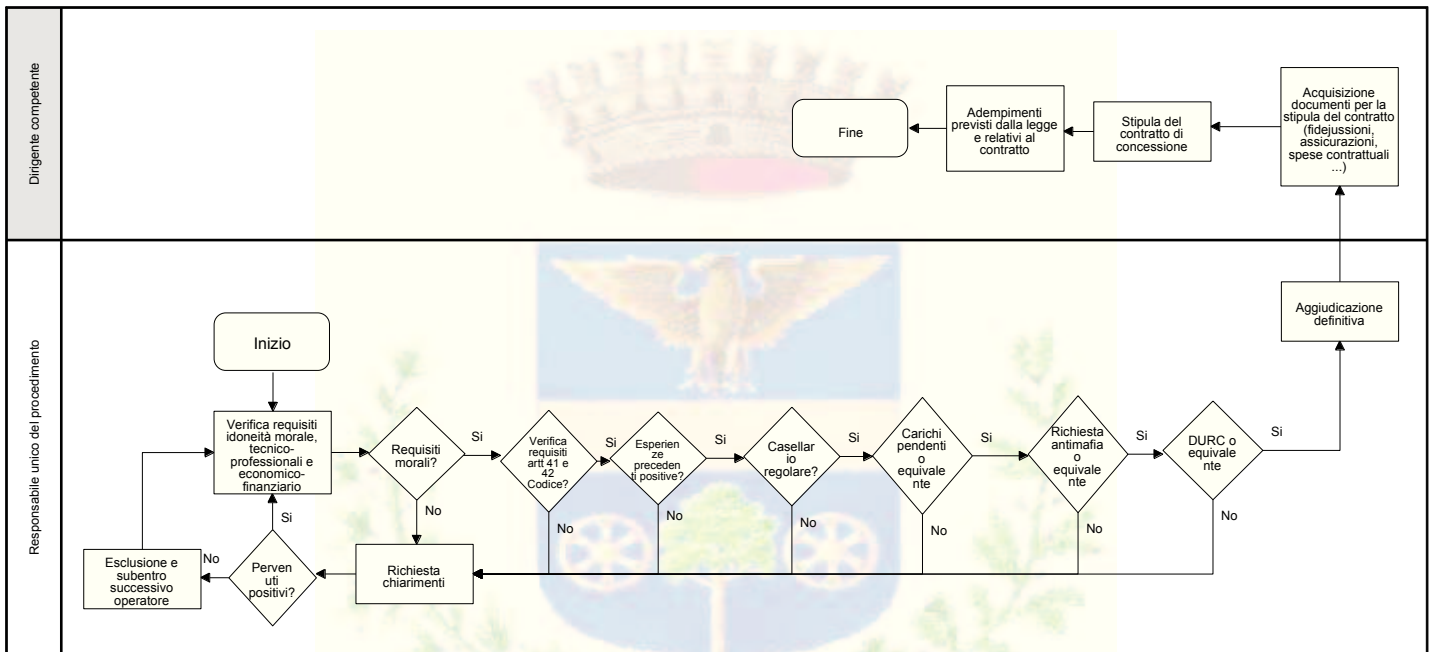 Dirigente competente
Fine
Adempimenti
previsti dalla legge
e relativi al
contratto
Stipula del
contratto di
concessione
Acquisizione
documenti per la
stipula del contratto
(fidejussioni,
assicurazioni,
spese contrattuali
...)
Responsabile unico del procedimento
Inizio
Aggiudicazione
definitiva
Verifica requisiti
idoneità morale,
tecnico-
professionali e
economico-
finanziario
Requisiti
morali?
Si
Verifica
requisiti
artt 41 e
42
Codice?
Si
Esperien
ze
preceden
ti positive?
Si
Casellar
io
regolare?
Si
Carichi
pendenti
o
equivale
nte
Si
Richiesta
antimafia
o
equivale
nte
Si
DURC o
equivale
nte
Si
No
No
No
No
No
No
No
Si
Esclusione e
subentro
successivo
operatore
No
Perven
uti
positivi?
Richiesta
chiarimenti